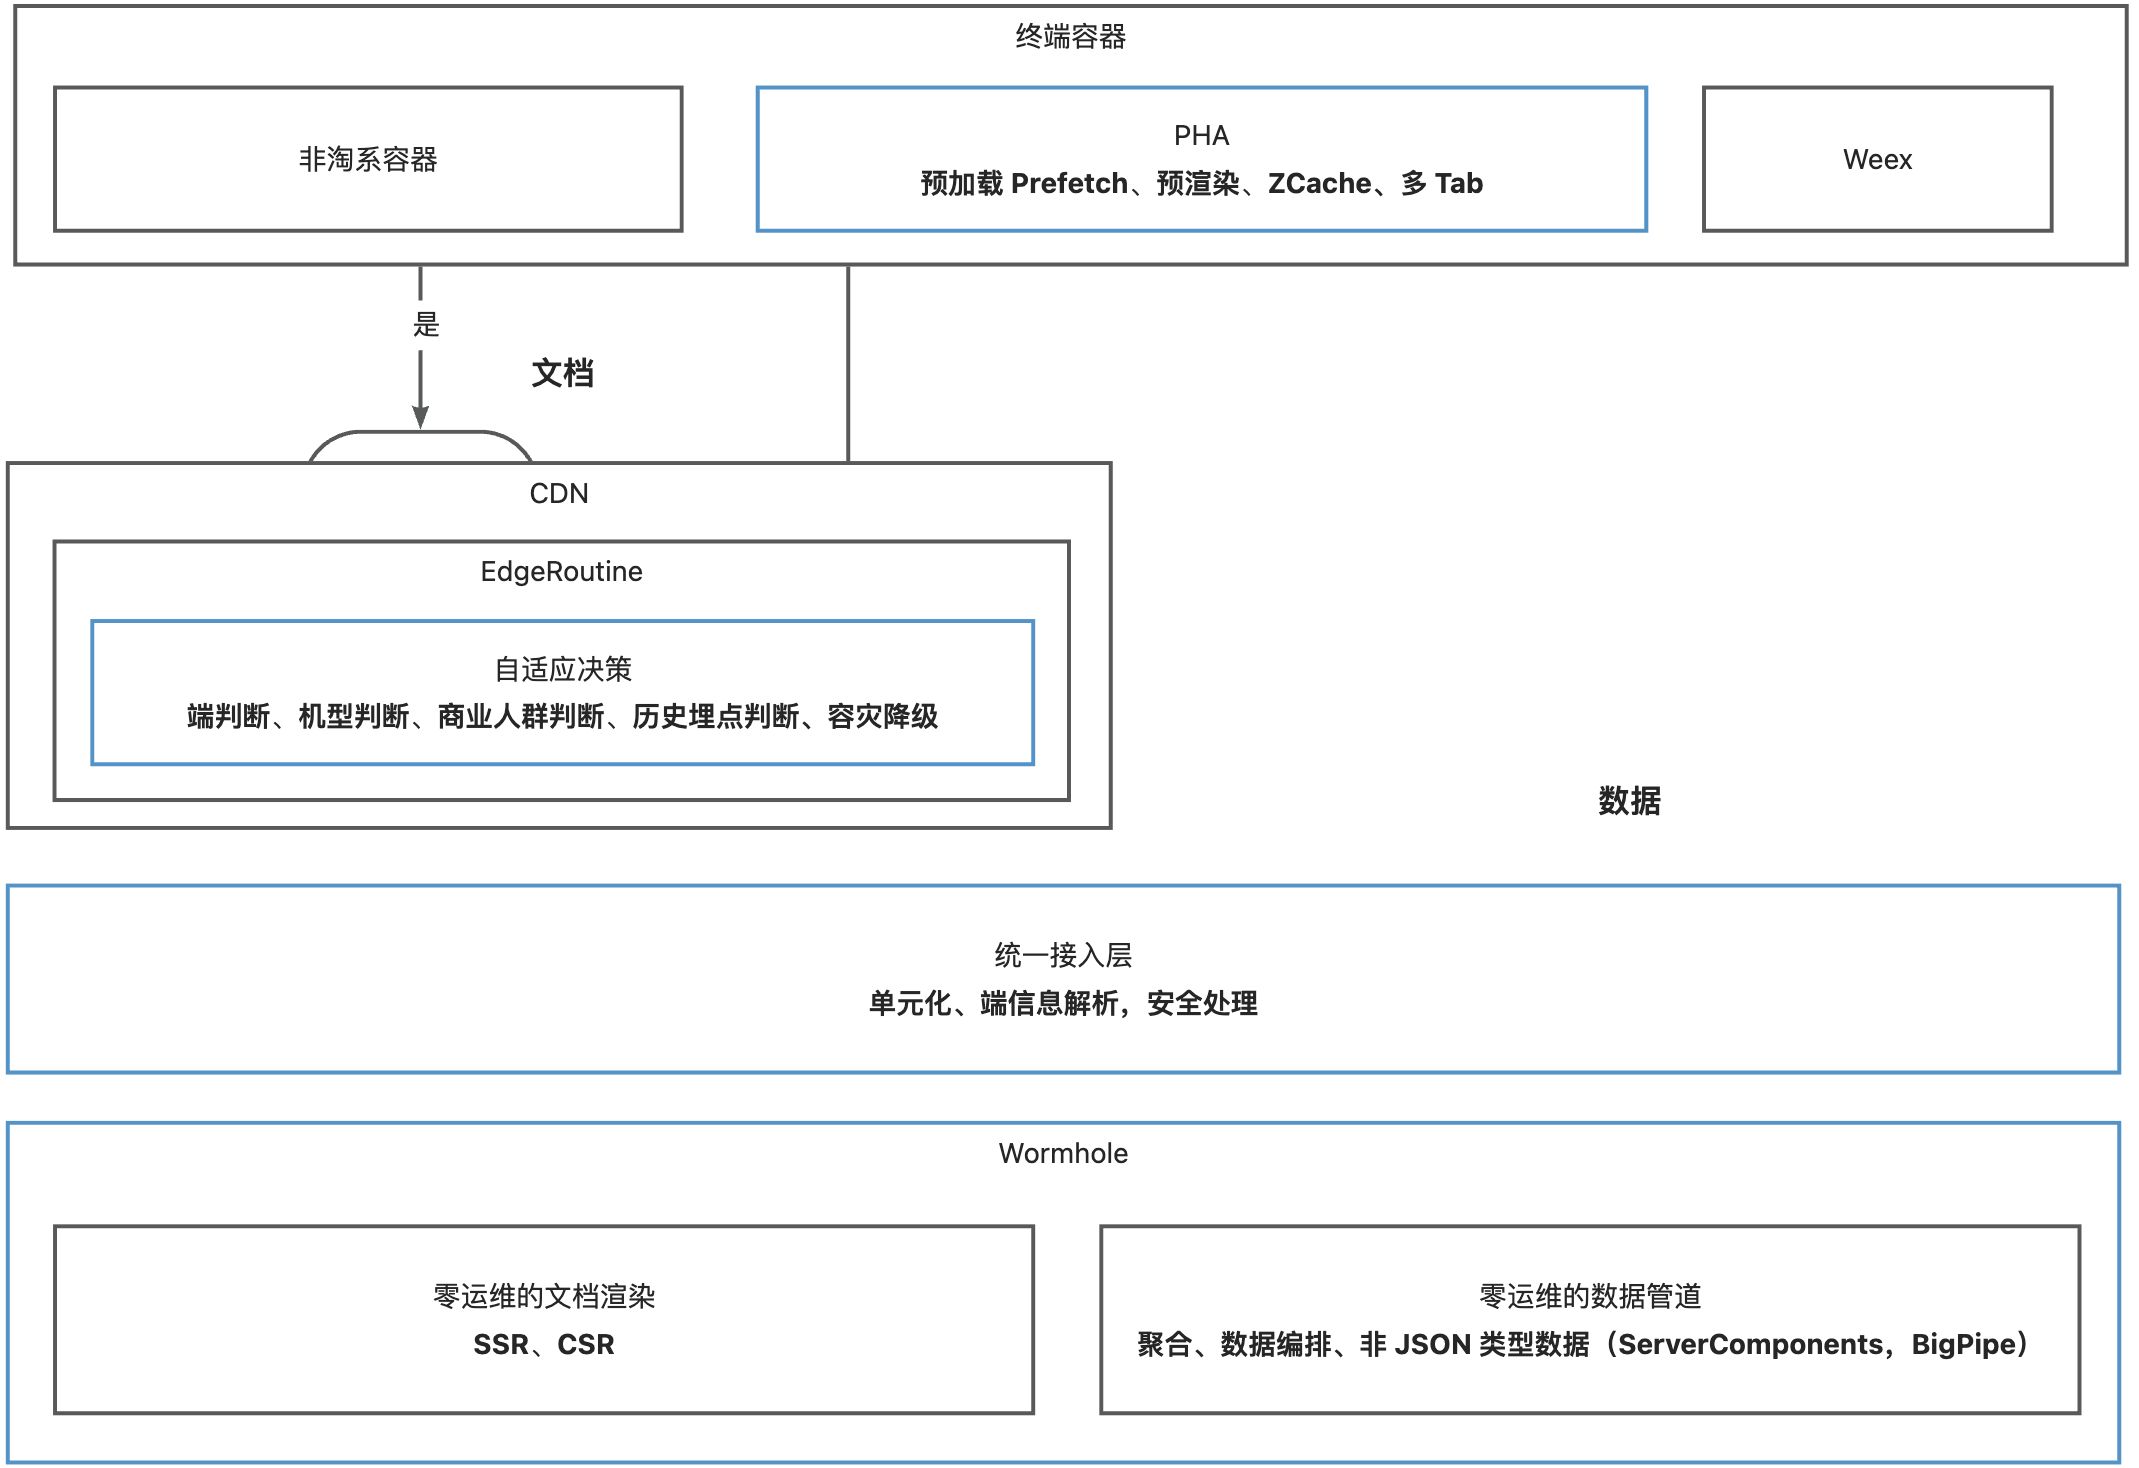 终端容器
非淘系容器
PHA
预加载 Prefetch、预渲染、ZCache、多 Tab
Weex
是
文档
CDN
EdgeRoutine
自适应决策
端判断、机型判断、商业人群判断、历史埋点判断、容灾降级
数据
统一接入层
单元化、端信息解析，安全处理
Wormhole
零运维的文档渲染
SSR、CSR
零运维的数据管道
聚合、数据编排、非 JSON 类型数据（ServerComponents，BigPipe）